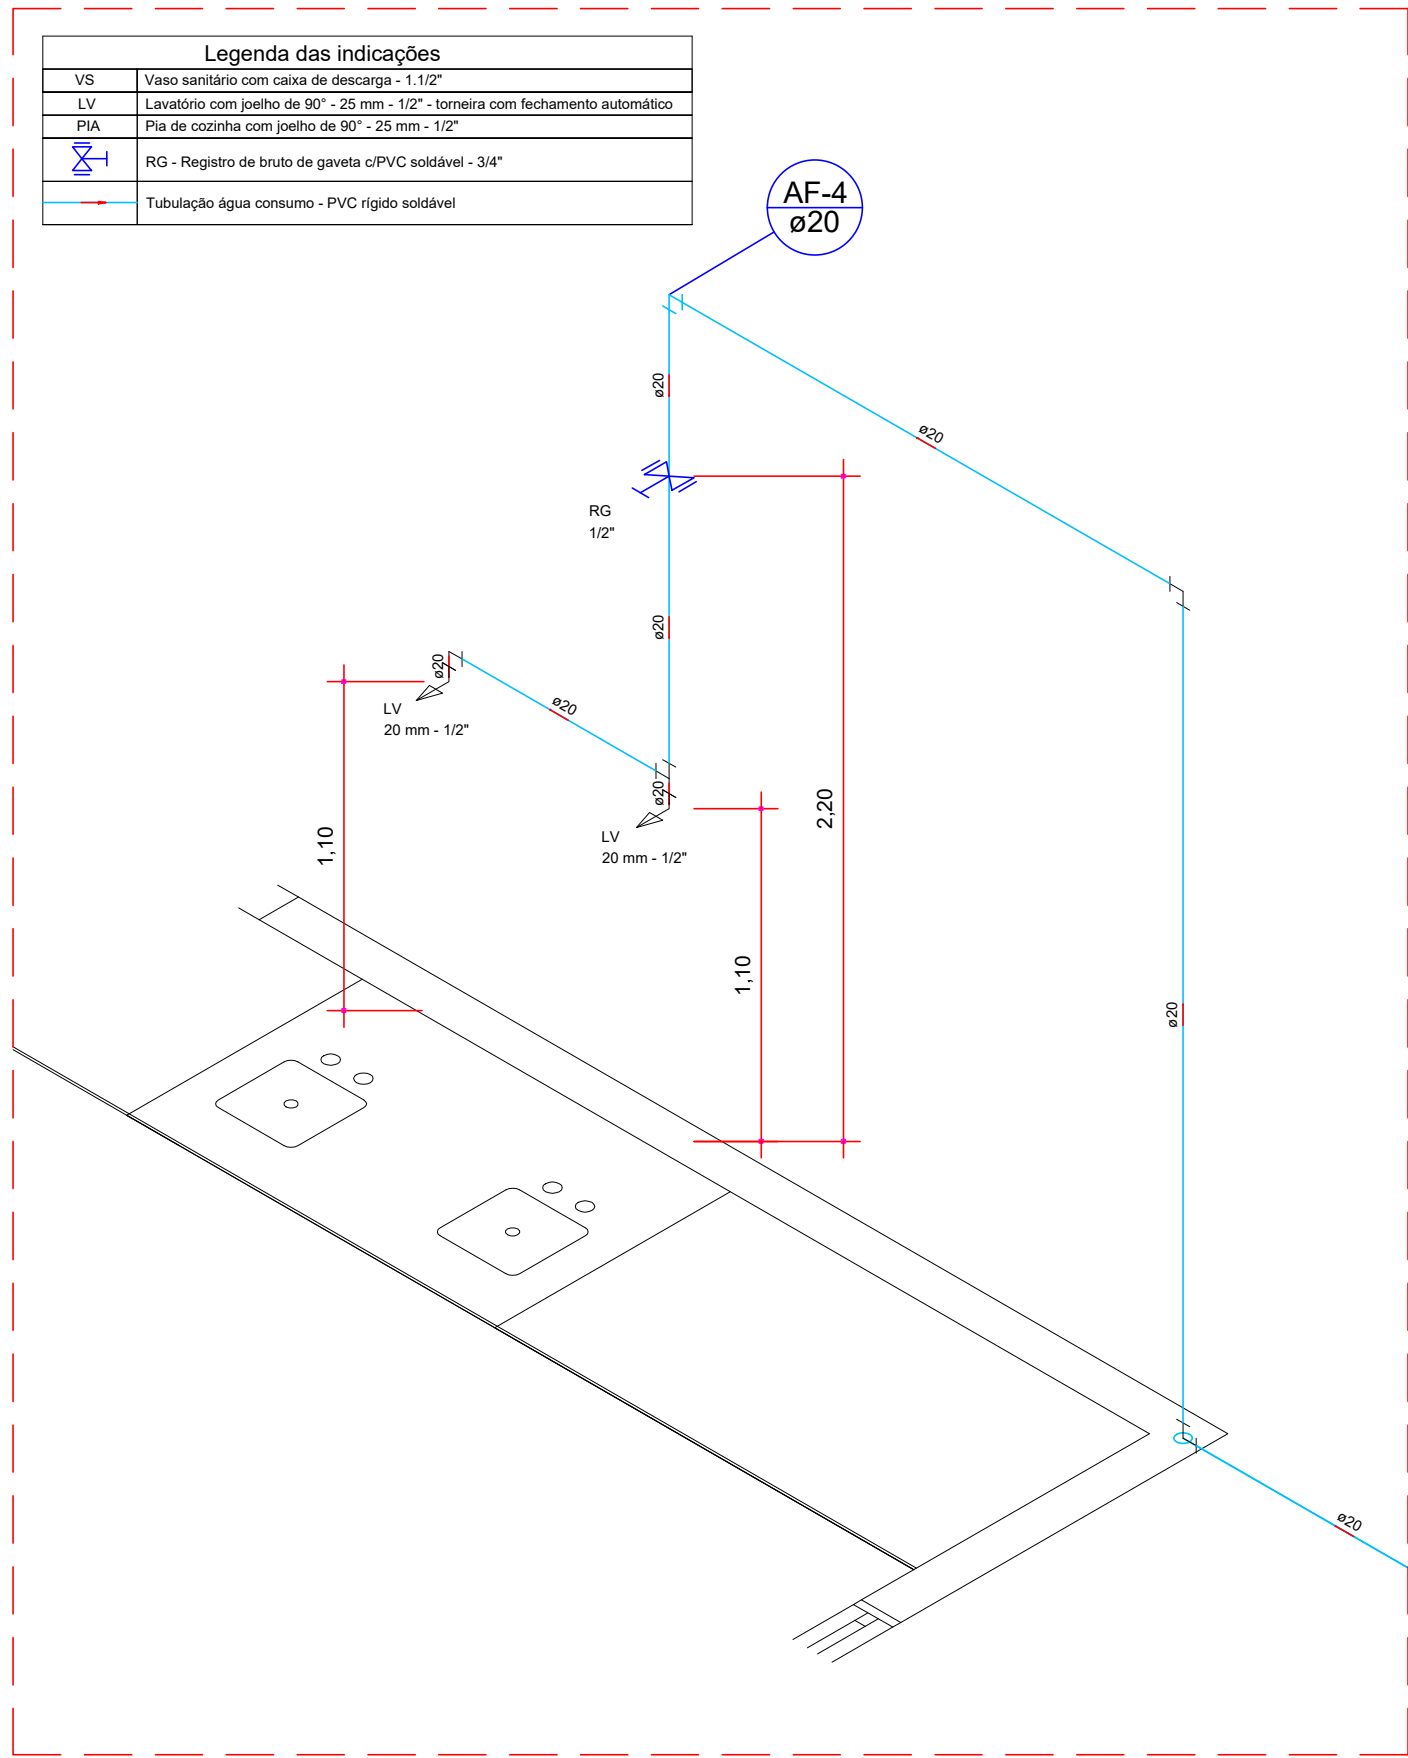 Legenda das indicações
VS Vaso sanitário com caixa de descarga - 1.1/2"
LV Lavatório com joelho de 90° - 25 mm - 1/2" - torneira com fechamento automático
PIA Pia de cozinha com joelho de 90° - 25 mm - 1/2"
RG - Registro de bruto de gaveta c/PVC soldável - 3/4"
Tubulação água consumo - PVC rígido soldável
AF-4
ø20
ø20
ø20
RG
1/2"
ø20
ø20
LV
20 mm - 1/2"
ø20
ø20
LV
20 mm - 1/2"
2,20
1,10
1,10
ø20
ø20